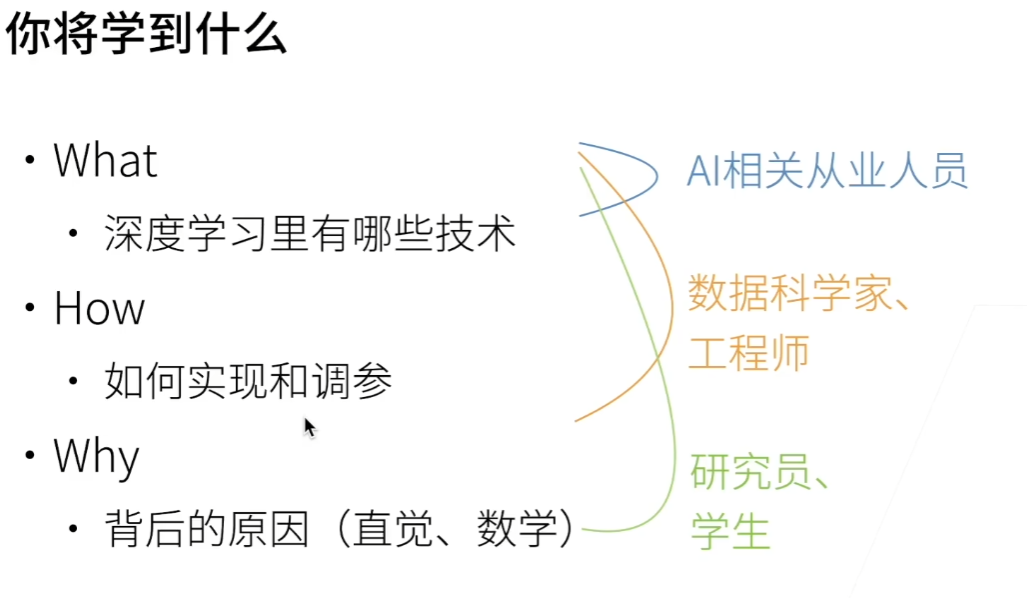 你将学到什么
• What
• 深度学习里有哪些技术
• How
• 如何实现和调参
• Why
• 背后的原因（直觉、数学）
AI相关从业人员
数据科学家、
工程师
研究员、
学生